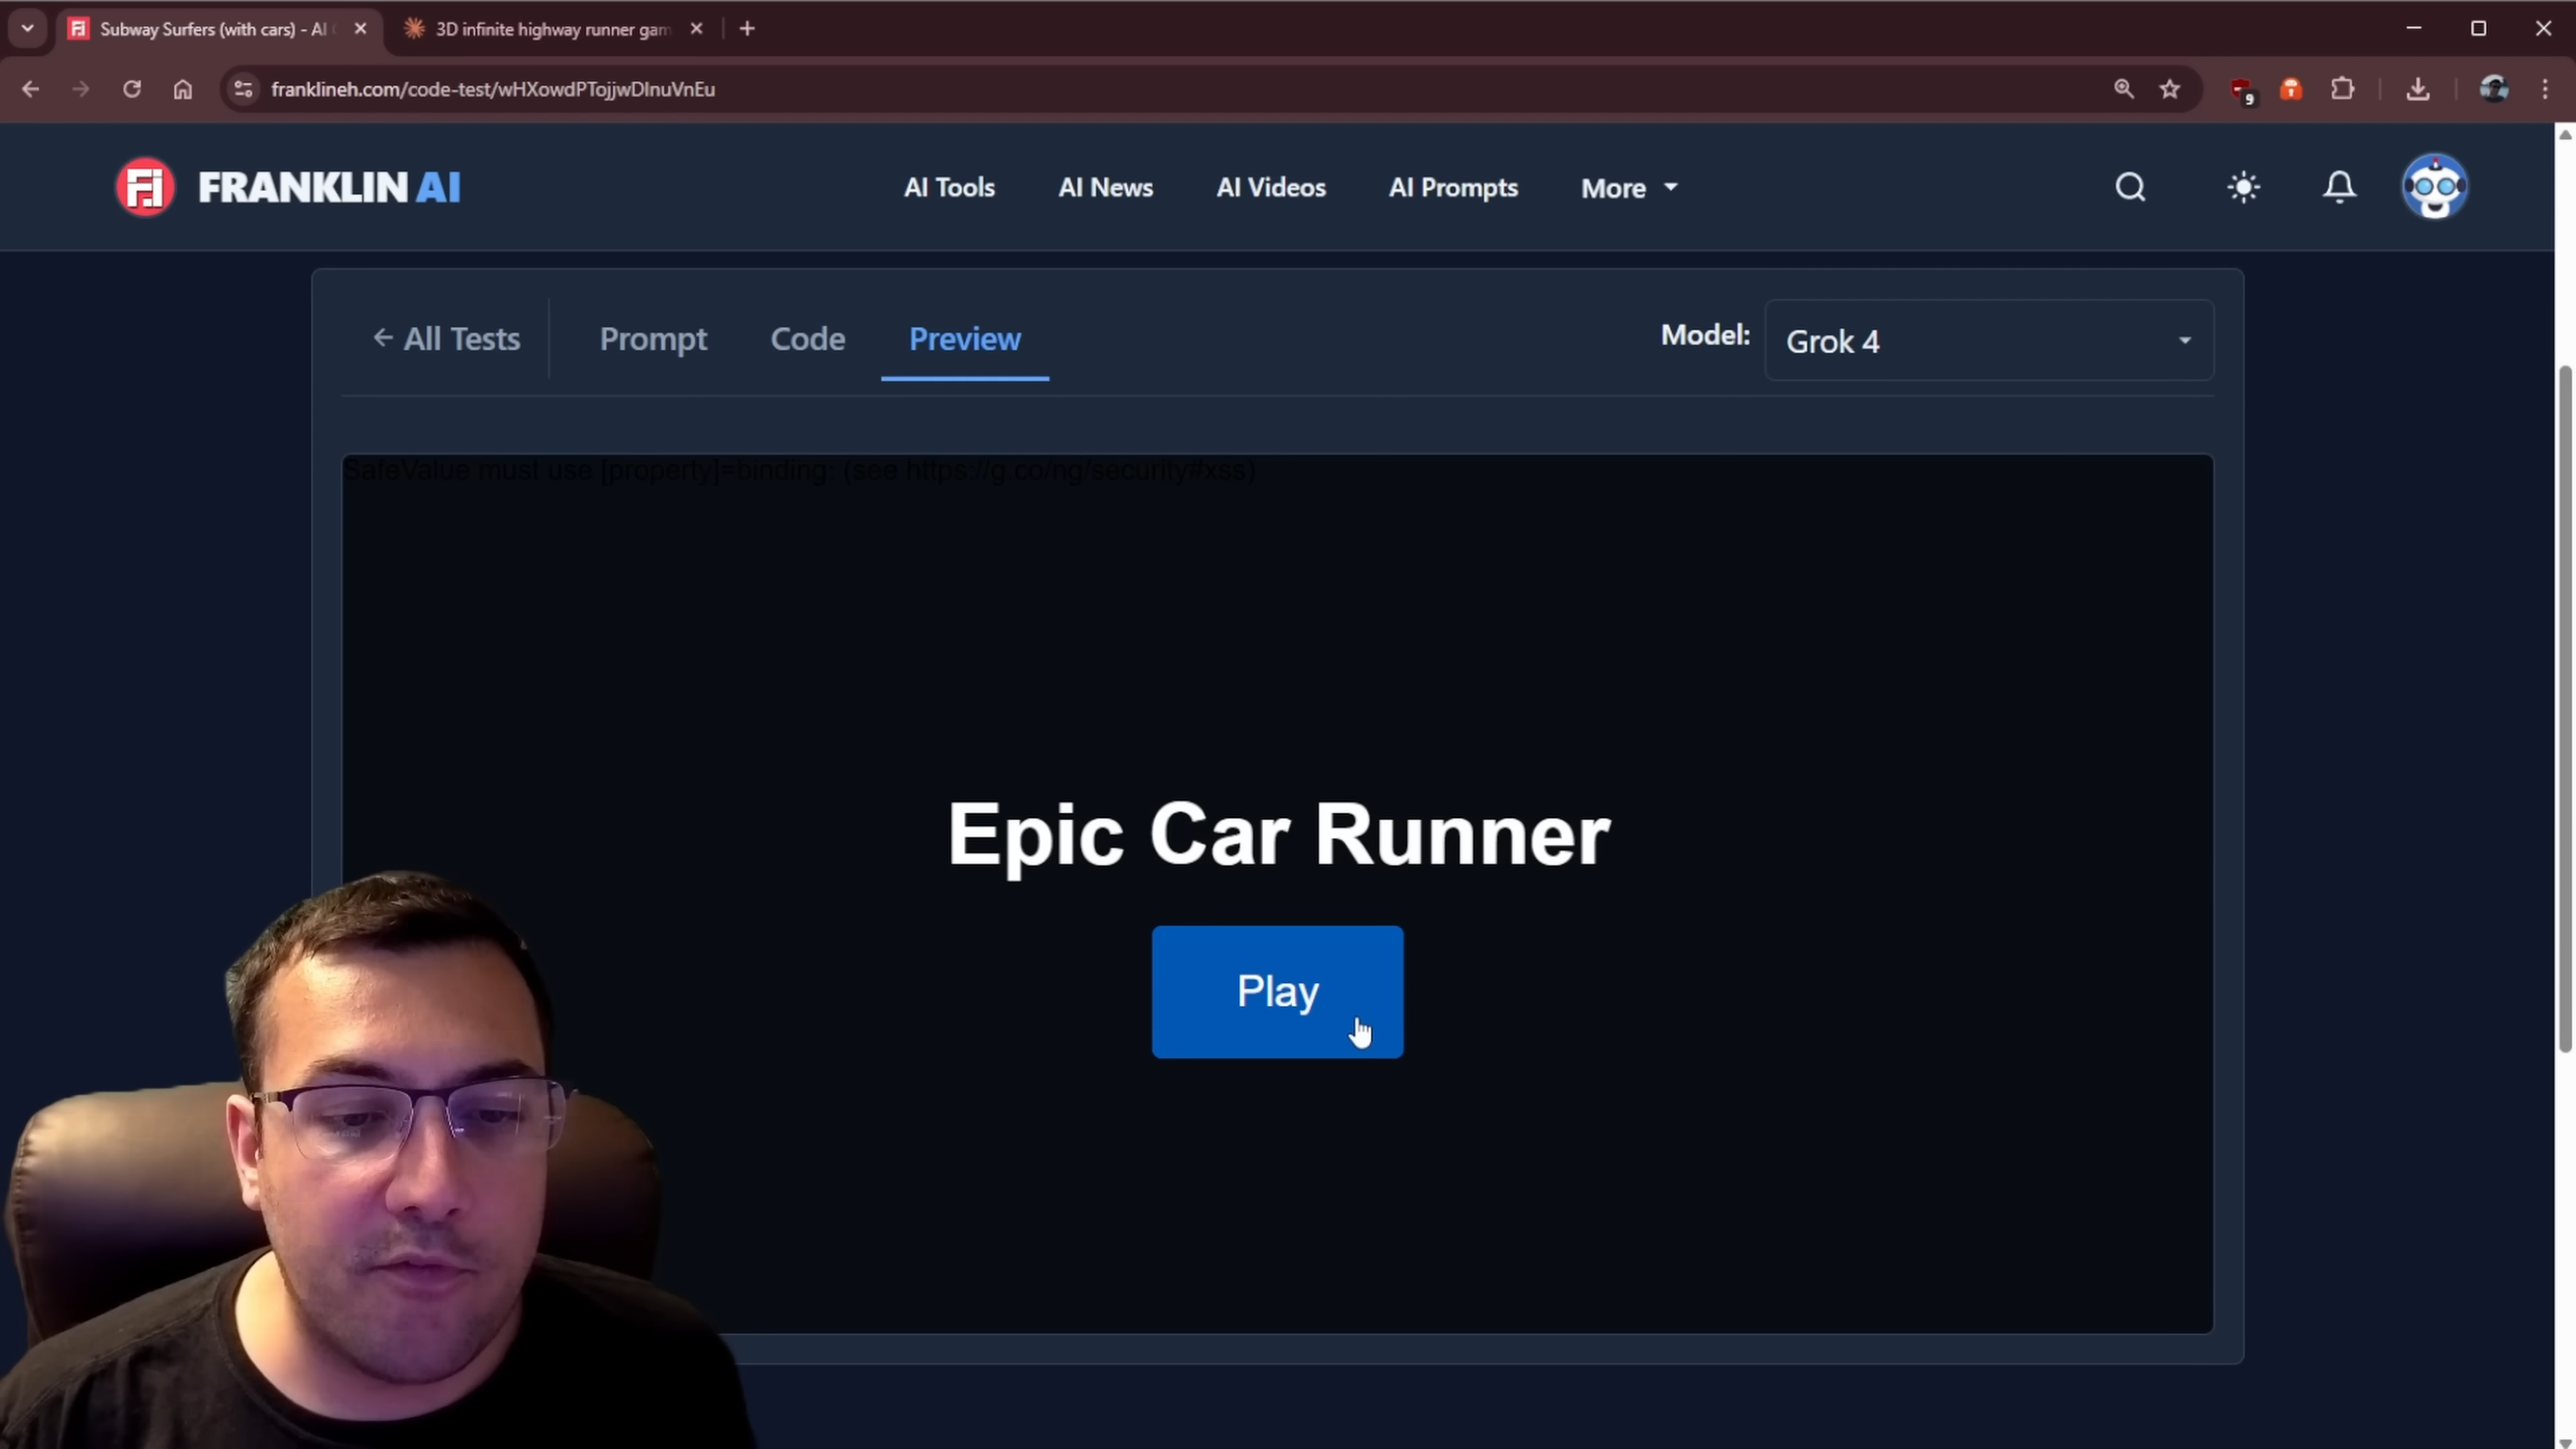 Subway Surfers (with cars) - AI
3D infinite highway runner gam
franklineh.com/code-test/wHXowdPTojjwDlnuVnEu
9
FRANKLIN AI
AI Tools
AI News
AI Videos
AI Prompts
More
← All Tests
Prompt
Code
Preview
Model:
Grok 4
SafeValue must use [property]=binding: (see https://g.co/ng/security#xss)
Epic Car Runner
Play